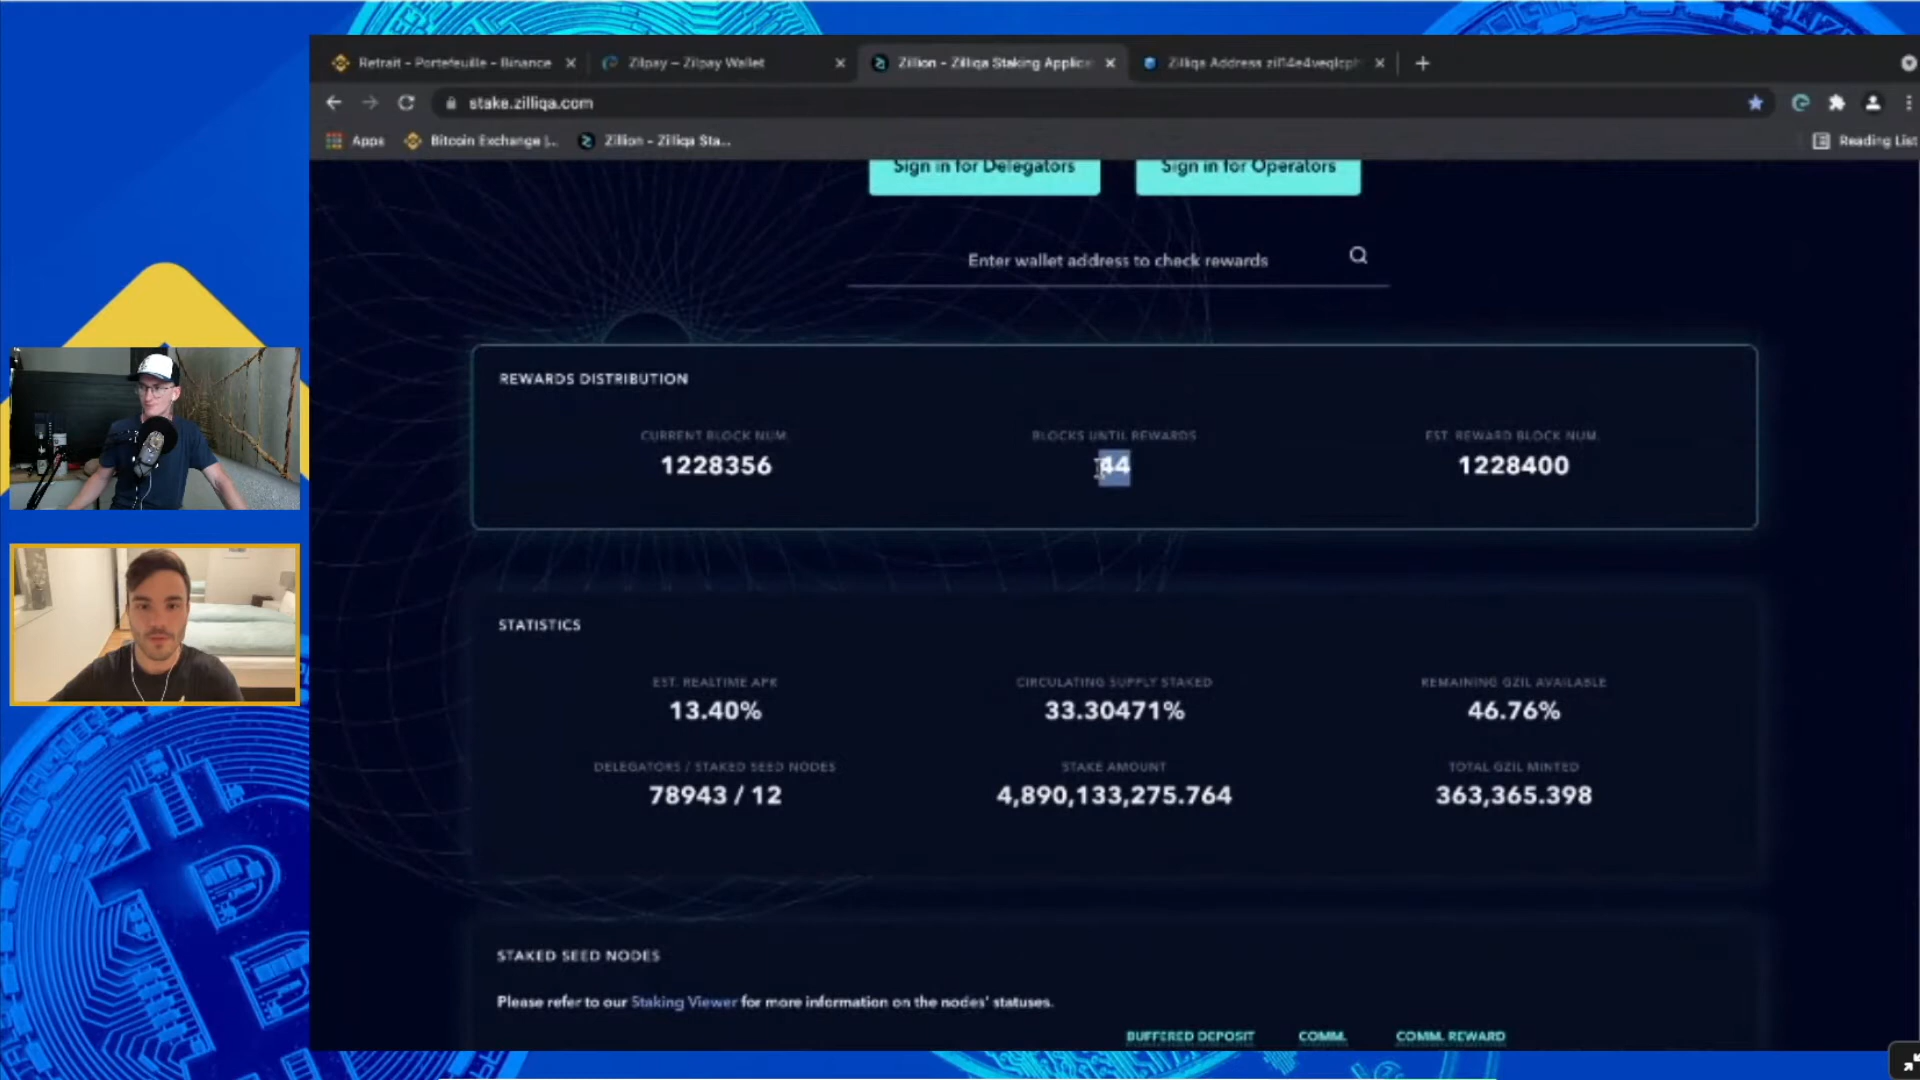 Retrait - Portefeuille - Binance
Zilpay – Zilpay Wallet
Zillion - Zilliqa Staking Applica
Zilliqa Address
stake.zilliqa.com
Apps
Bitcoin Exchange |...
Zillion - Zilliqa Sta...
Reading List
Sign in for Delegators
Sign in for Operators
Enter wallet address to check rewards
REWARDS DISTRIBUTION
CURRENT BLOCK NUM.
BLOCKS UNTIL REWARDS
EST. REWARD BLOCK NUM.
1228356
44
1228400
STATISTICS
EST. REALTIME APR
CIRCULATING SUPPLY STAKED
REMAINING GZIL AVAILABLE
13.40%
33.30471%
46.76%
DELEGATORS / STAKED SEED NODES
STAKE AMOUNT
TOTAL GZIL MINTED
78943 / 12
4,890,133,275.764
363,365.398
STAKED SEED NODES
Please refer to our Staking Viewer for more information on the nodes' statuses.
BUFFERED DEPOSIT
COMM.
COMM. REWARD